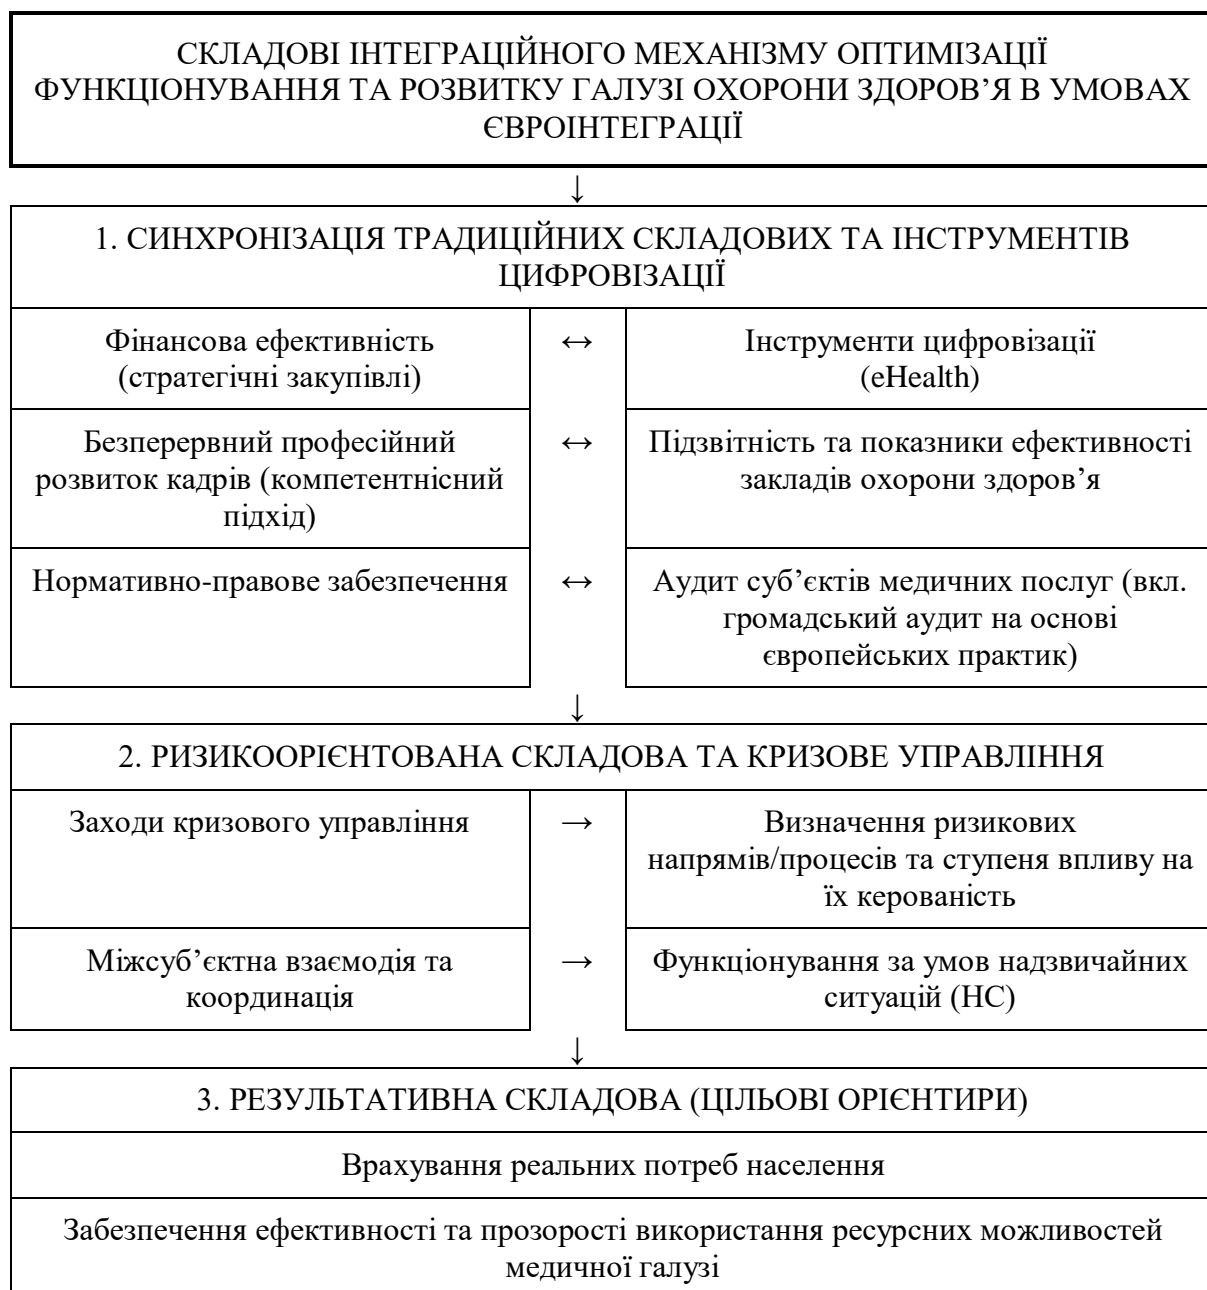 СКЛАДОВІ ІНТЕГРАЦІЙНОГО МЕХАНІЗМУ ОПТИМІЗАЦІЇ
ФУНКЦІОНУВАННЯ ТА РОЗВИТКУ ГАЛУЗІ ОХОРОНИ ЗДОРОВ’Я В УМОВАХ
ЄВРОІНТЕГРАЦІЇ
↓
1. СИНХРОНІЗАЦІЯ ТРАДИЦІЙНИХ СКЛАДОВИХ ТА ІНСТРУМЕНТІВ
ЦИФРОВІЗАЦІЇ
Фінансова ефективність
(стратегічні закупівлі)
↔
Інструменти цифровізації
(eHealth)
Безперервний професійний
розвиток кадрів (компетентнісний
підхід)
↔
Підзвітність та показники ефективності
закладів охорони здоров’я
Нормативно-правове забезпечення
↔
Аудит суб’єктів медичних послуг (вкл.
громадський аудит на основі
європейських практик)
↓
2. РИЗИКООРІЄНТОВАНА СКЛАДОВА ТА КРИЗОВЕ УПРАВЛІННЯ
Заходи кризового управління
→
Визначення ризикових
напрямів/процесів та ступеня впливу на
їх керованість
Міжсуб’єктна взаємодія та
координація
→
Функціонування за умов надзвичайних
ситуацій (НС)
↓
3. РЕЗУЛЬТАТИВНА СКЛАДОВА (ЦІЛЬОВІ ОРІЄНТИРИ)
Врахування реальних потреб населення
Забезпечення ефективності та прозорості використання ресурсних можливостей
медичної галузі